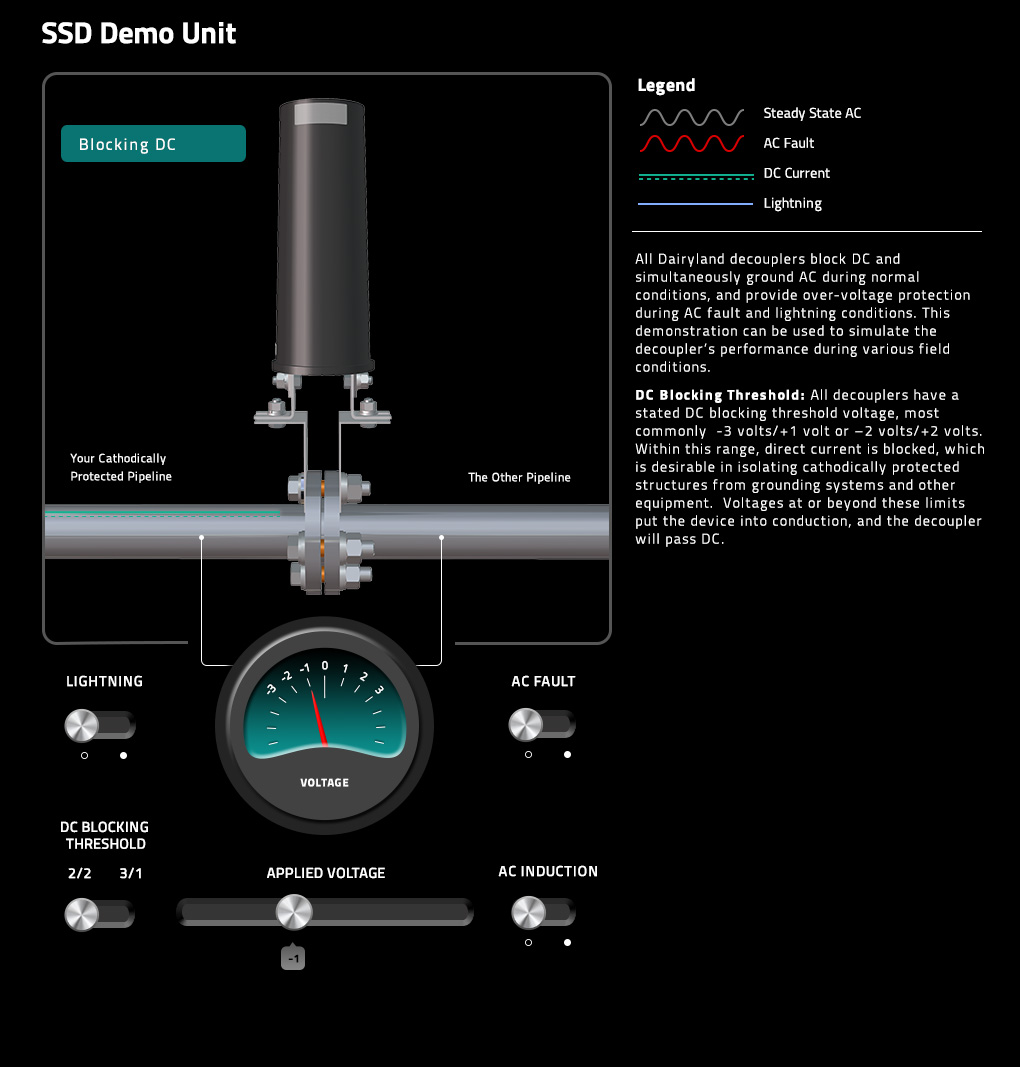 SSD Demo Unit
Blocking DC
Your Cathodically
Protected Pipeline
The Other Pipeline
Legend
Steady State AC
AC Fault
DC Current
Lightning
All Dairyland decouplers block DC and
simultaneously ground AC during normal
conditions, and provide over-voltage protection
during AC fault and lightning conditions. This
demonstration can be used to simulate the
decoupler's performance during various field
conditions.
DC Blocking Threshold: All decouplers have a
stated DC blocking threshold voltage, most
commonly -3 volts/+1 volt or –2 volts/+2 volts.
Within this range, direct current is blocked, which
is desirable in isolating cathodically protected
structures from grounding systems and other
equipment. Voltages at or beyond these limits
put the device into conduction, and the decoupler
will pass DC.
LIGHTNING
-3 -2 -1 0 1 2 3
VOLTAGE
AC FAULT
DC BLOCKING
THRESHOLD
2/2 3/1
APPLIED VOLTAGE
-1
AC INDUCTION